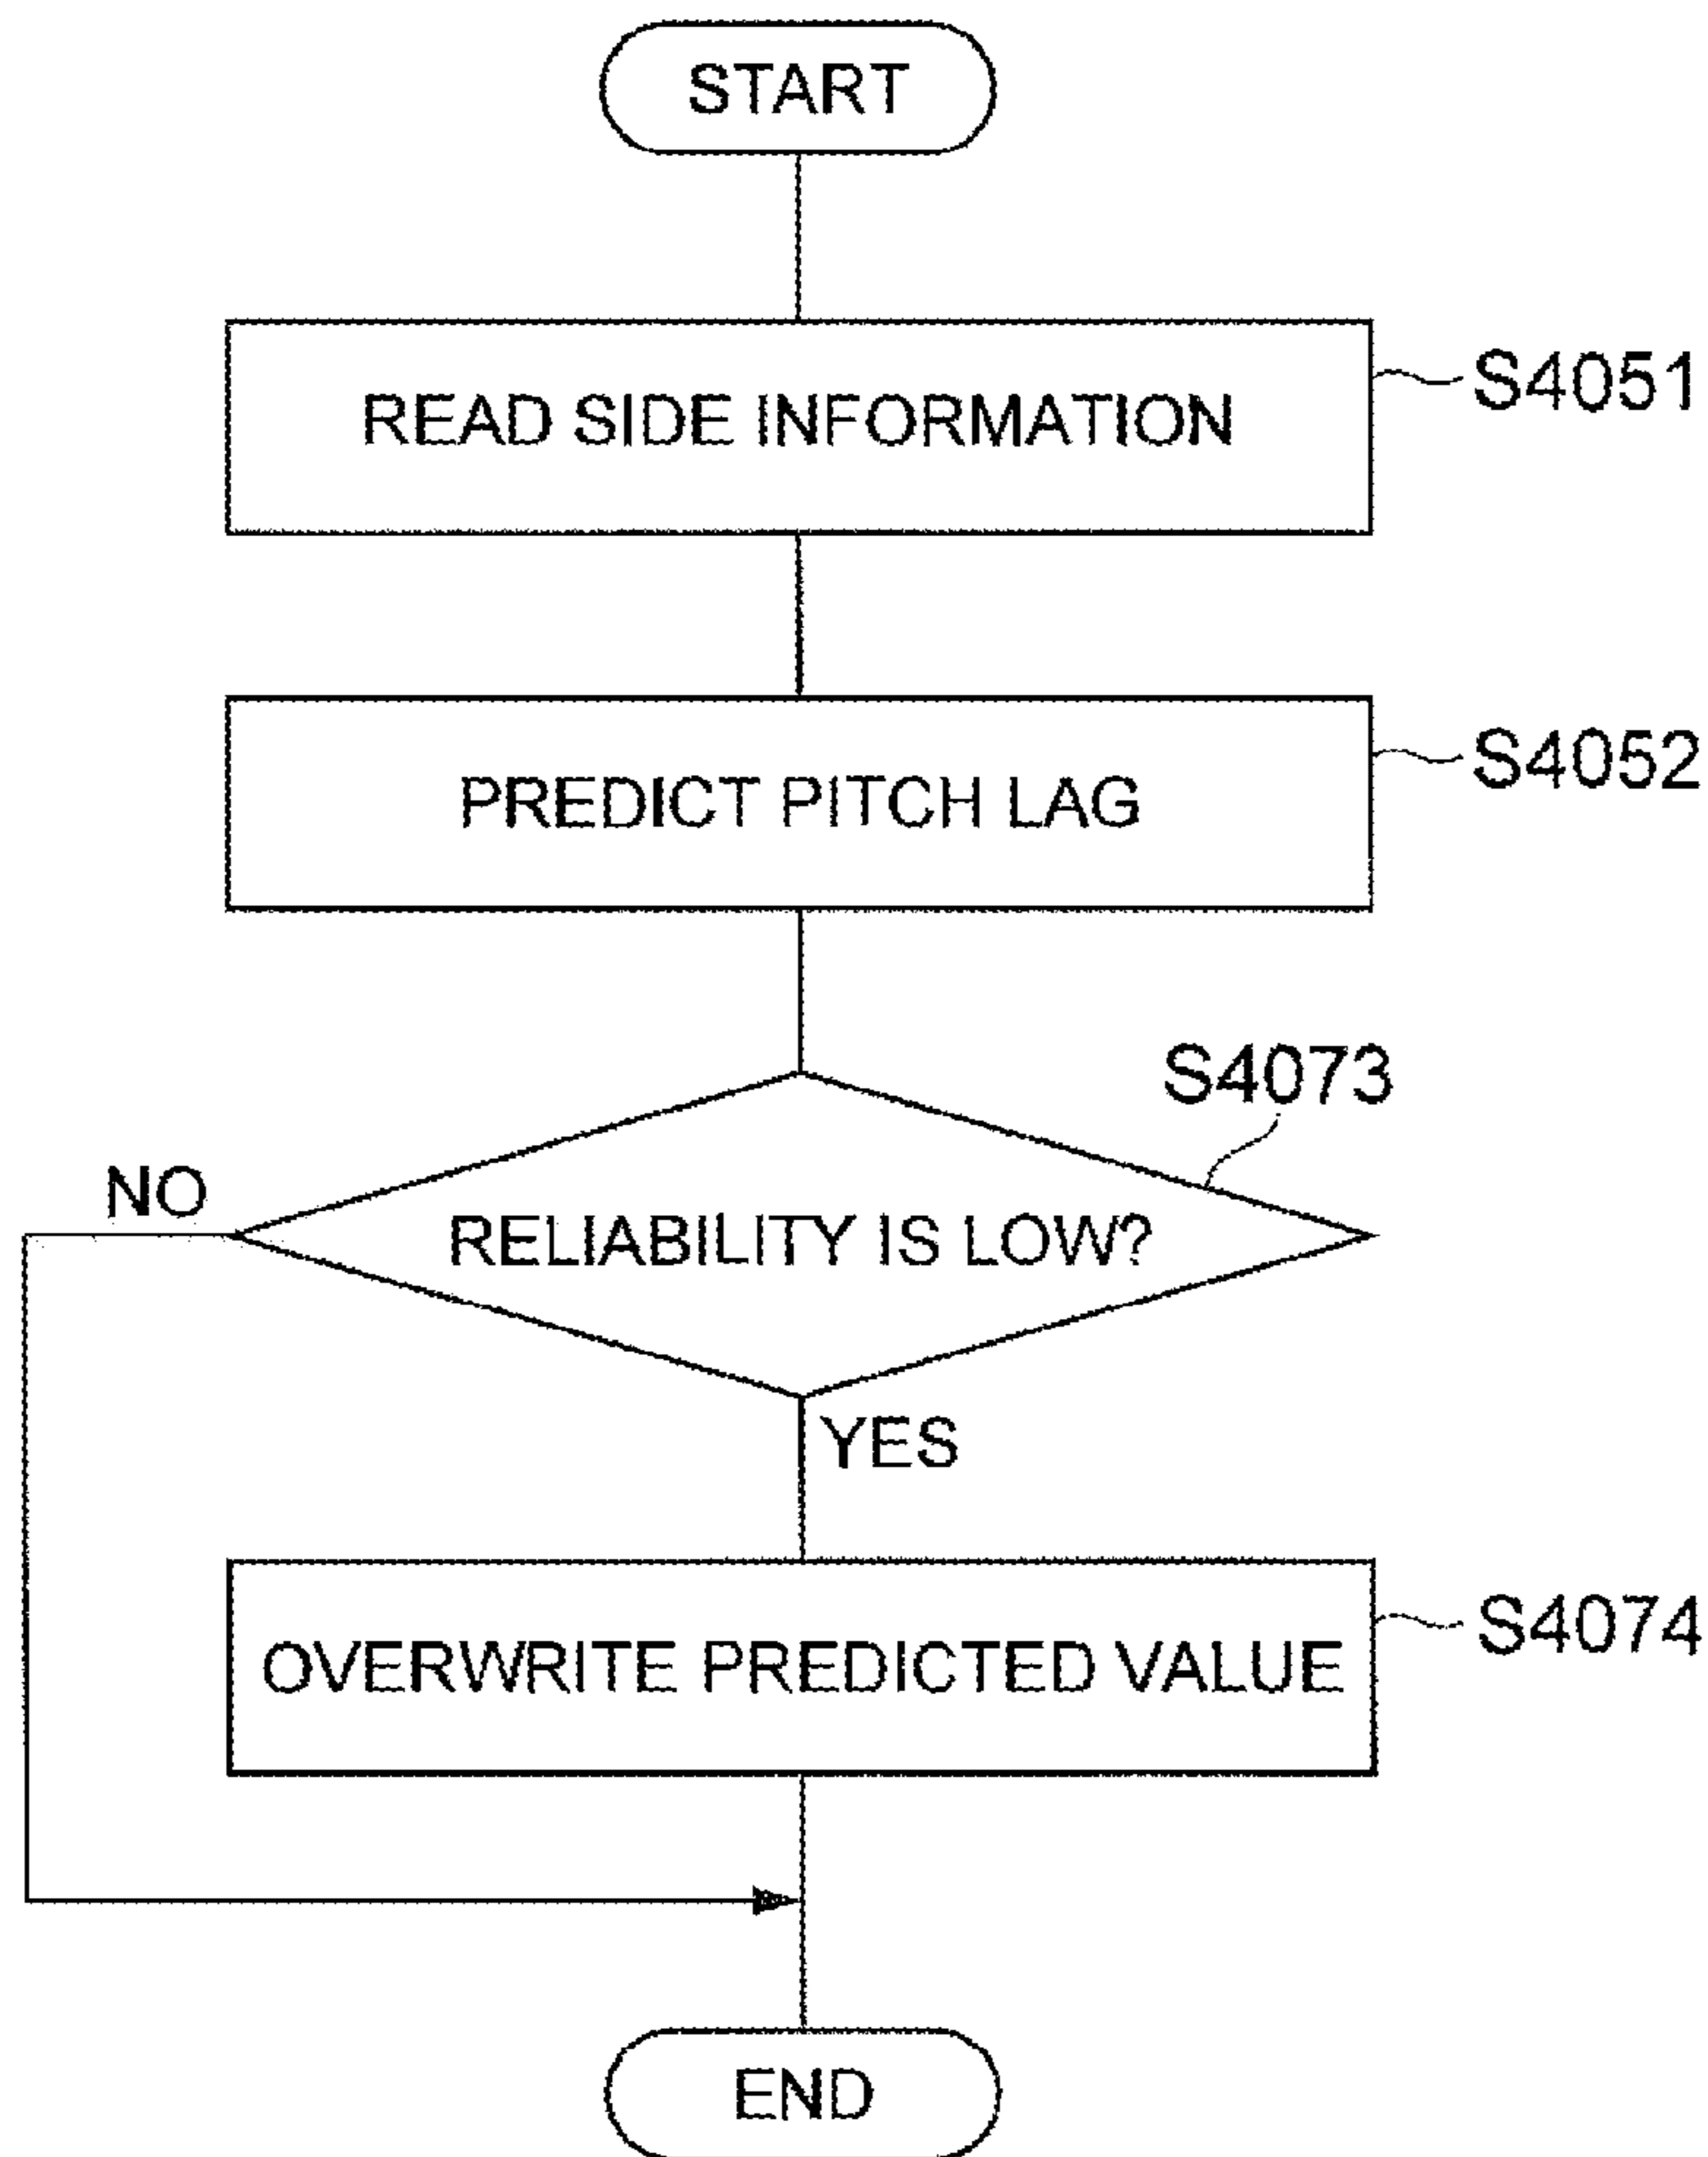 START
READ SIDE INFORMATION
S4051
PREDICT PITCH LAG
S4052
S4073
NO
RELIABILITY IS LOW?
YES
OVERWRITE PREDICTED VALUE
S4074
END